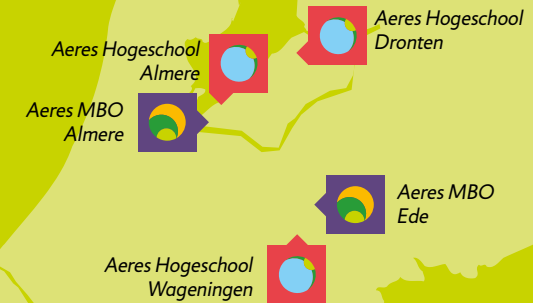 Aeres Hogeschool
Dronten
Aeres Hogeschool
Almere
Aeres MBO
Almere
Aeres MBO
Ede
Aeres Hogeschool
Wageningen